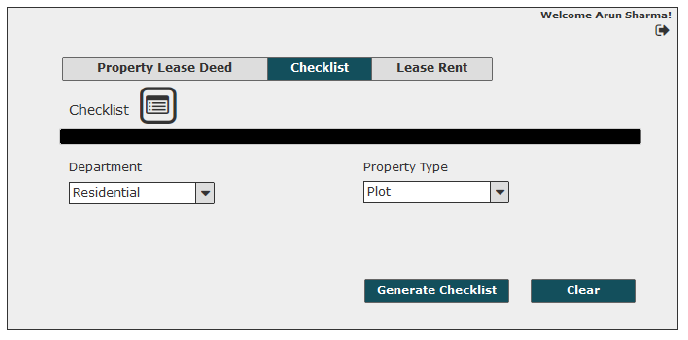 Welcome Arun Sharma!
Property Lease Deed Checklist Lease Rent
Checklist
Department Property Type
Residential Plot
Generate Checklist Clear